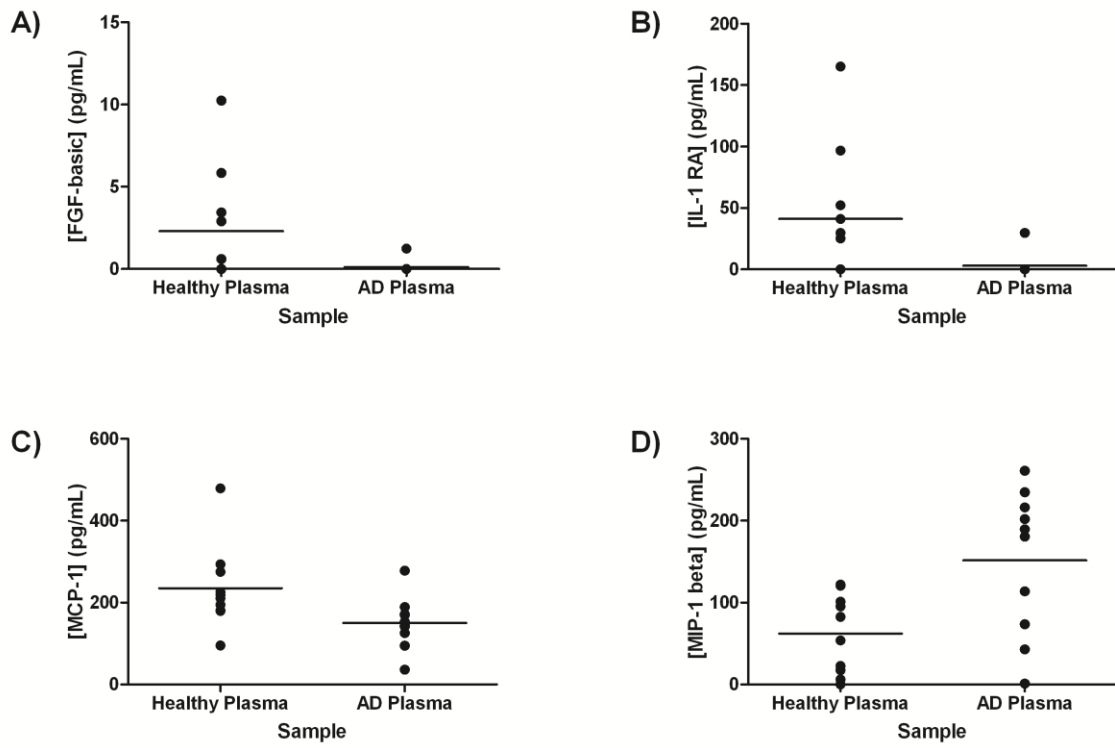 A)
[FGF-basic] (pg/mL)
15
10
5
0
Healthy Plasma AD Plasma
Sample
B)
[IL-1 RA] (pg/mL)
200
150
100
50
0
Healthy Plasma AD Plasma
Sample
C)
[MCP-1] (pg/mL)
600
400
200
0
Healthy Plasma AD Plasma
Sample
D)
[MIP-1 beta] (pg/mL)
300
200
100
0
Healthy Plasma AD Plasma
Sample